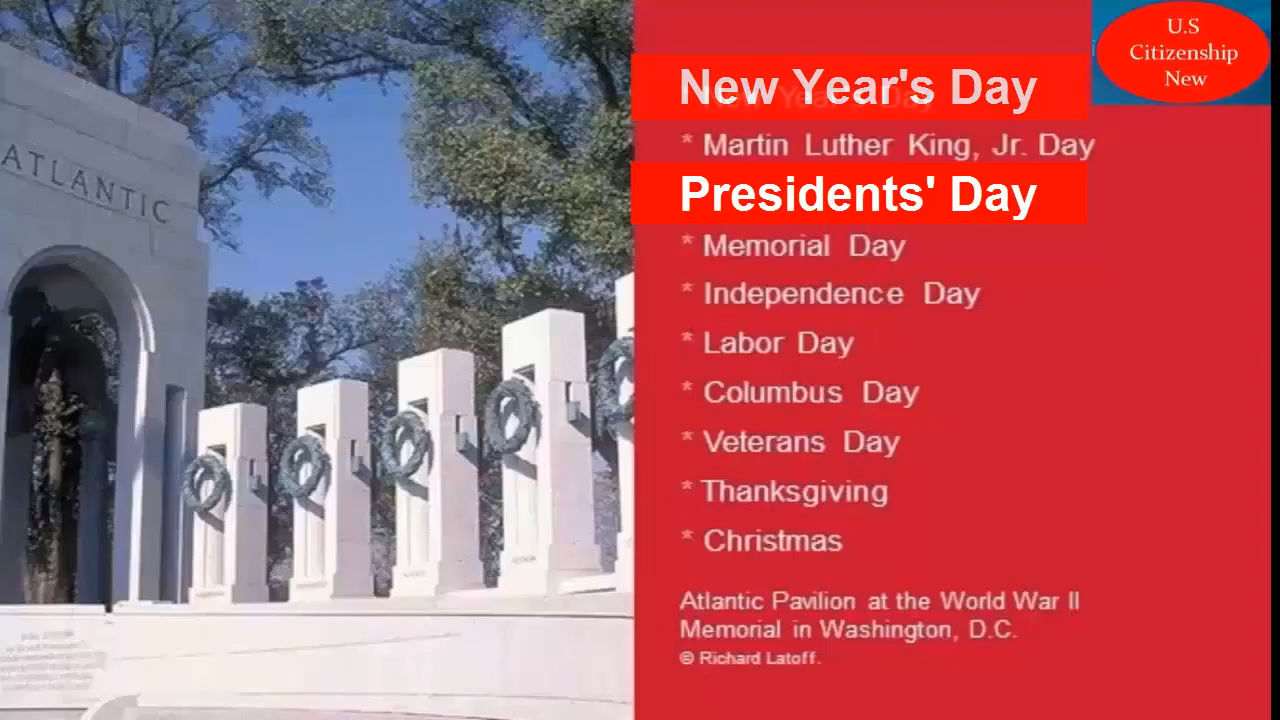 ATLANTIC
U.S
Citizenship
New
New Year's Day
* Martin Luther King, Jr. Day
Presidents' Day
* Memorial Day
* Independence Day
* Labor Day
* Columbus Day
* Veterans Day
* Thanksgiving
* Christmas
Atlantic Pavilion at the World War II
Memorial in Washington, D.C.
© Richard Latoff.